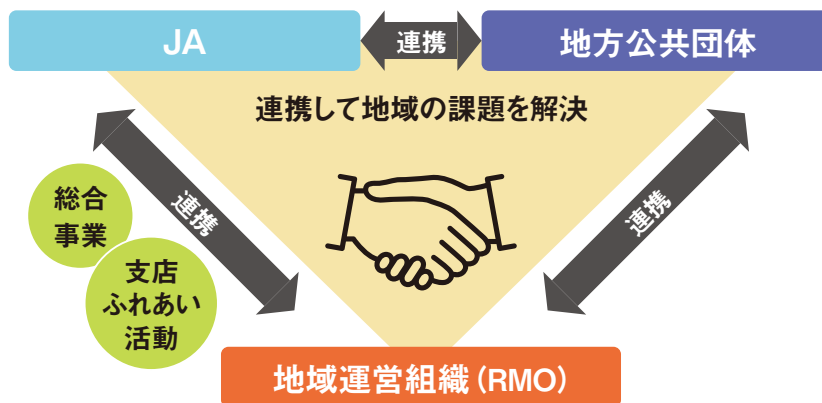 JA
連携
地方公共団体
連携して地域の課題を解決
総合
事業
連携
連携
支店
ふれあい
活動
地域運営組織（RMO）